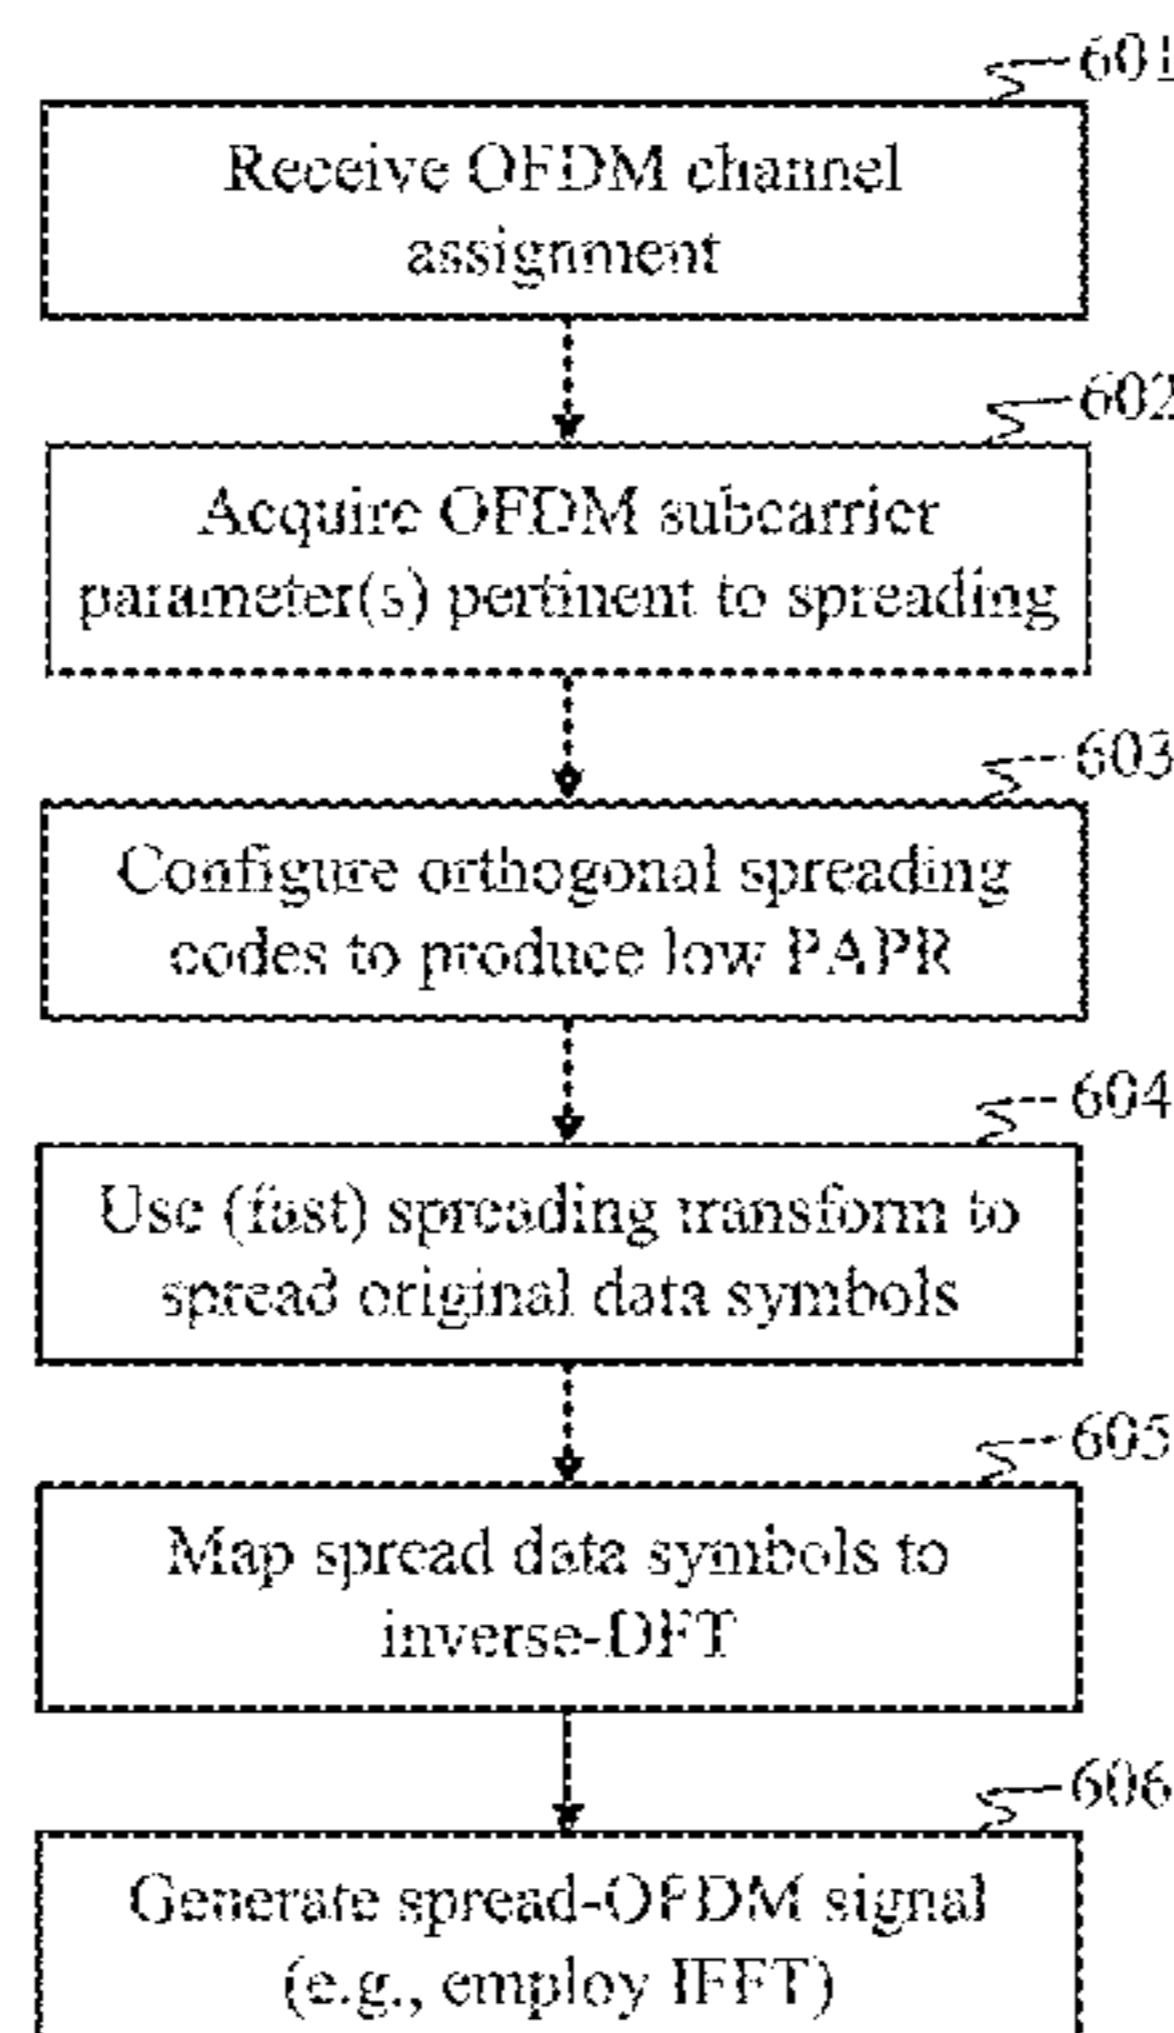 601
Receive OFDM channel
assignment
602
Acquire OFDM subcarrier
parameter(s) pertinent to spreading
603
Configure orthogonal spreading
codes to produce low PAPR
604
Use (fast) spreading transform to
spread original data symbols
605
Map spread data symbols to
inverse-DFT
606
Generate spread-OFDM signal
(e.g., employ IFFT)